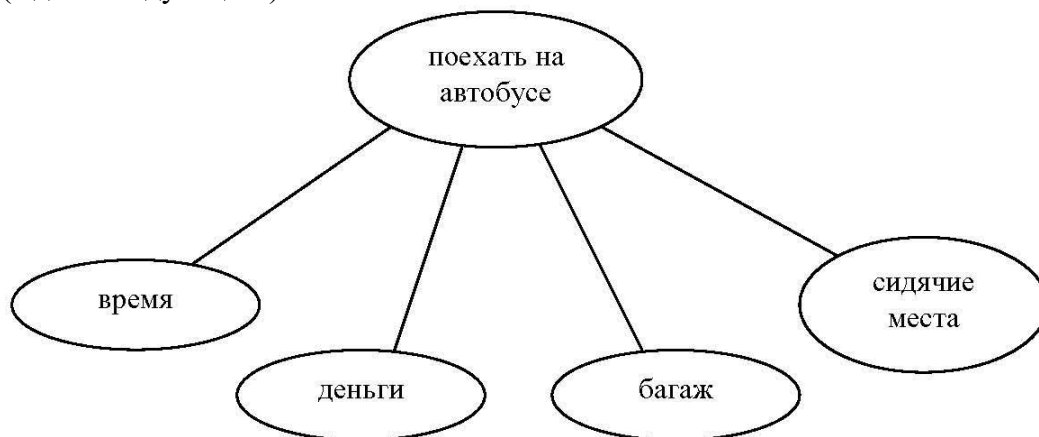 поехать на
автобусе
время
сидячие
места
деньги
багаж